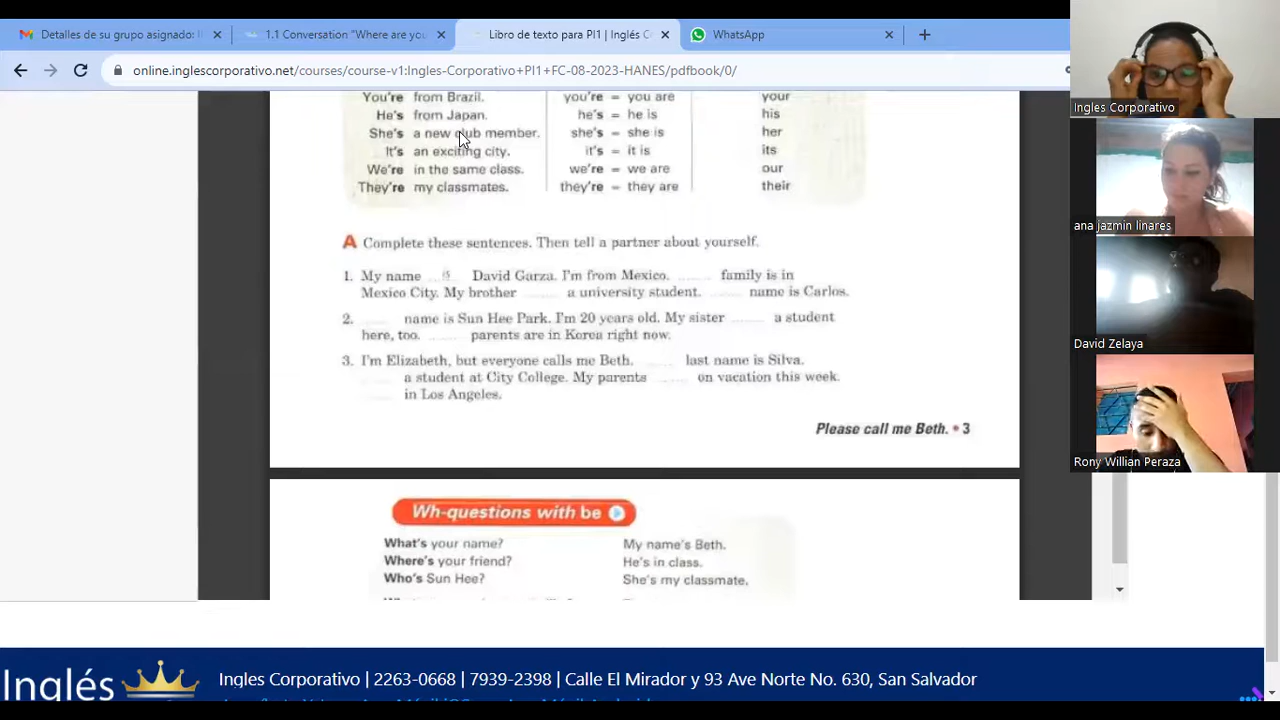 Detalles de su grupo asignado: I
1.1 Conversation "Where are you
Libro de texto para PI1 | Inglés C
WhatsApp
online.inglescorporativo.net/courses/course-v1:Ingles-Corporativo+PI1+FC-08-2023-HANES/pdfbook/0/
You're from Brazil. you're = you are your
He's from Japan. he's = he is his
She's a new club member. she's = she is her
It's an exciting city. it's = it is its
We're in the same class. we're = we are our
They're my classmates. they're = they are their
A Complete these sentences. Then tell a partner about yourself.
1. My name is David Garza. I'm from Mexico. family is in
Mexico City. My brother a university student. name is Carlos.
2. name is Sun Hee Park. I'm 20 years old. My sister a student
here, too. parents are in Korea right now.
3. I'm Elizabeth, but everyone calls me Beth. last name is Silva.
a student at City College. My parents on vacation this week.
in Los Angeles.
Please call me Beth. • 3
Wh-questions with be
What's your name? My name's Beth.
Where's your friend? He's in class.
Who's Sun Hee? She's my classmate.
Ingles Corporativo
ana jazmin linares
David Zelaya
Rony Willian Peraza
Inglés
Ingles Corporativo | 2263-0668 | 7939-2398 | Calle El Mirador y 93 Ave Norte No. 630, San Salvador